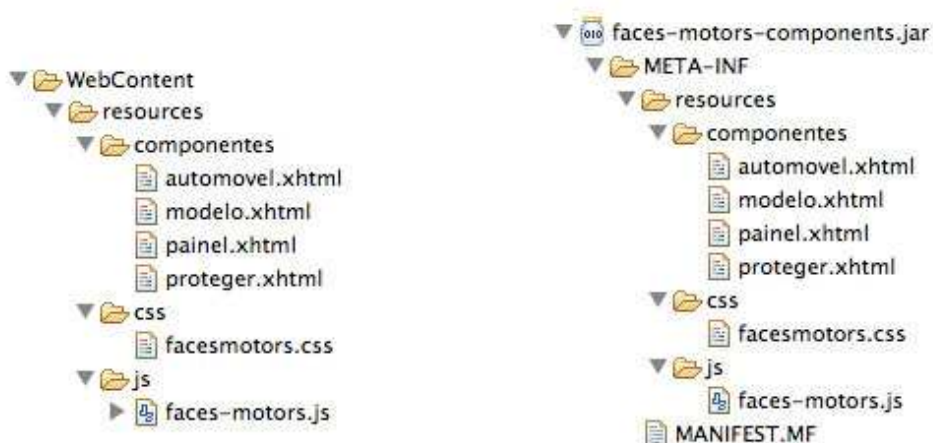 WebContent
resources
componentes
automovel.xhtml
modelo.xhtml
painel.xhtml
proteger.xhtml
css
facesmotors.css
js
faces-motors.js
010 faces-motors-components.jar
META-INF
resources
componentes
automovel.xhtml
modelo.xhtml
painel.xhtml
proteger.xhtml
css
facesmotors.css
js
faces-motors.js
MANIFEST.MF